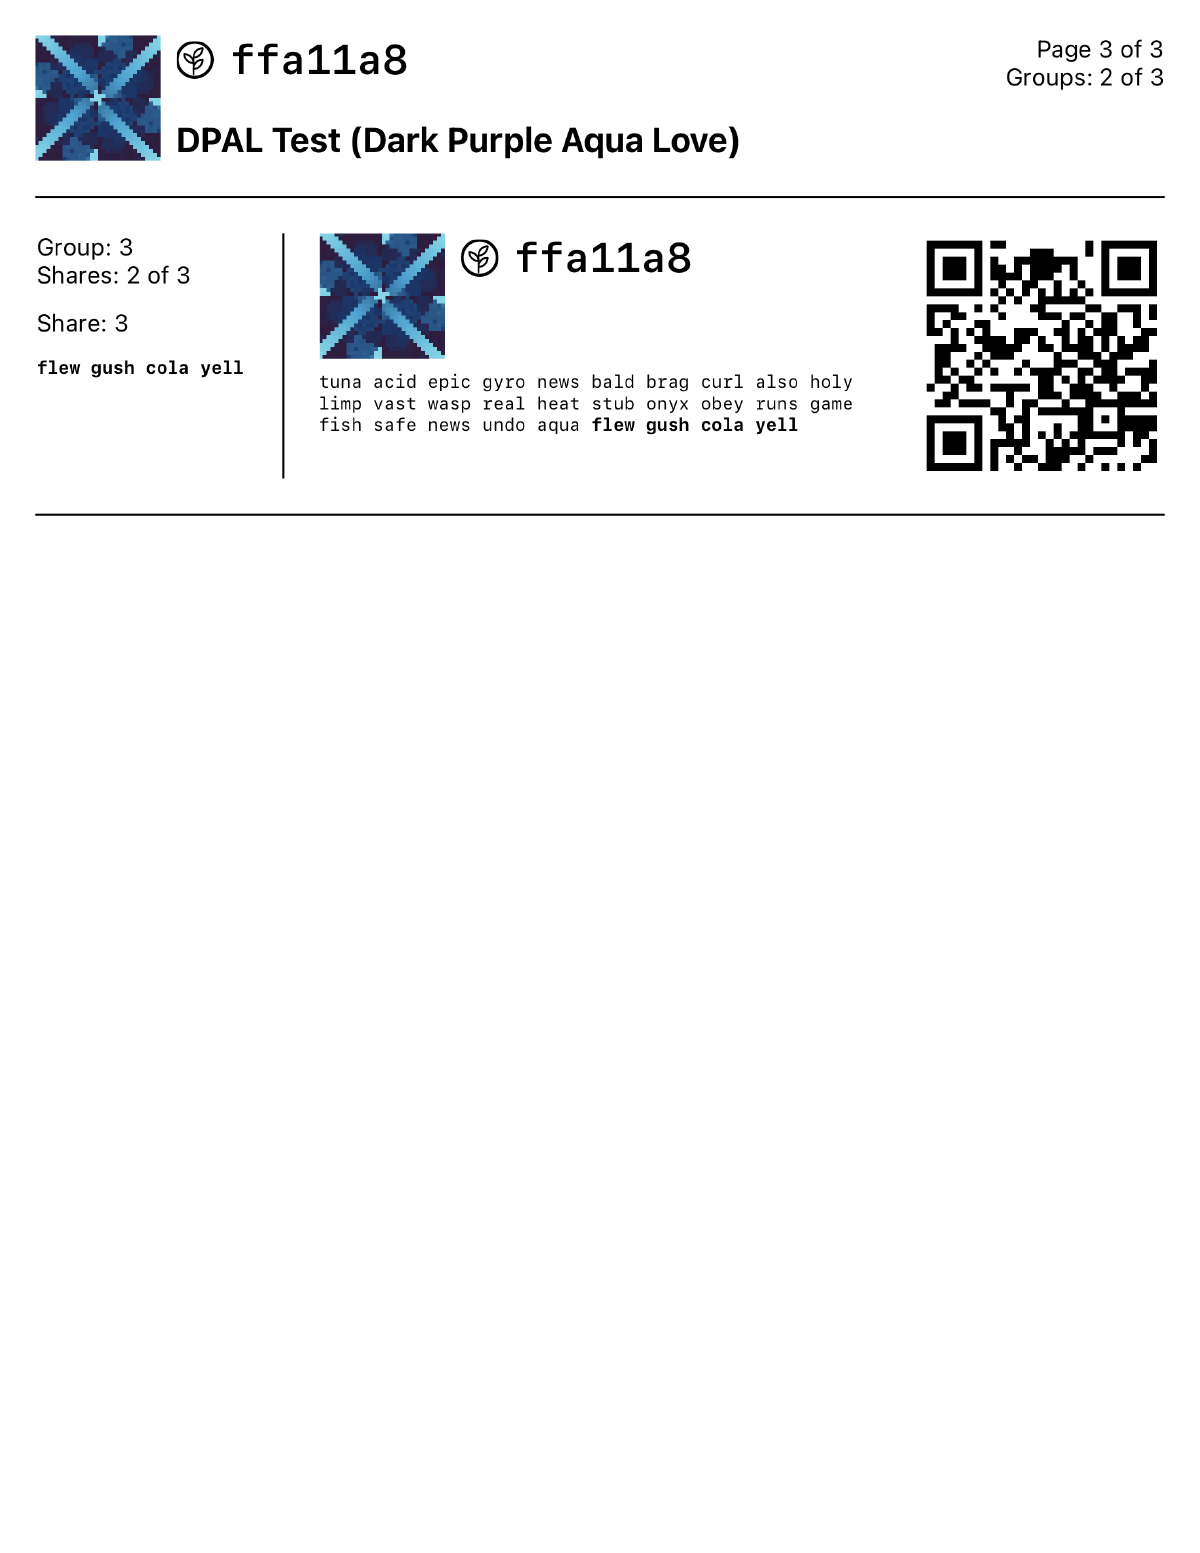 ffa11a8
DPAL Test (Dark Purple Aqua Love)
Page 3 of 3
Groups: 2 of 3
Group: 3
Shares: 2 of 3
Share: 3
flew gush cola yell
ffa11a8
tuna acid epic gyro news bald brag curl also holy
limp vast wasp real heat stub onyx obey runs game
fish safe news undo aqua flew gush cola yell